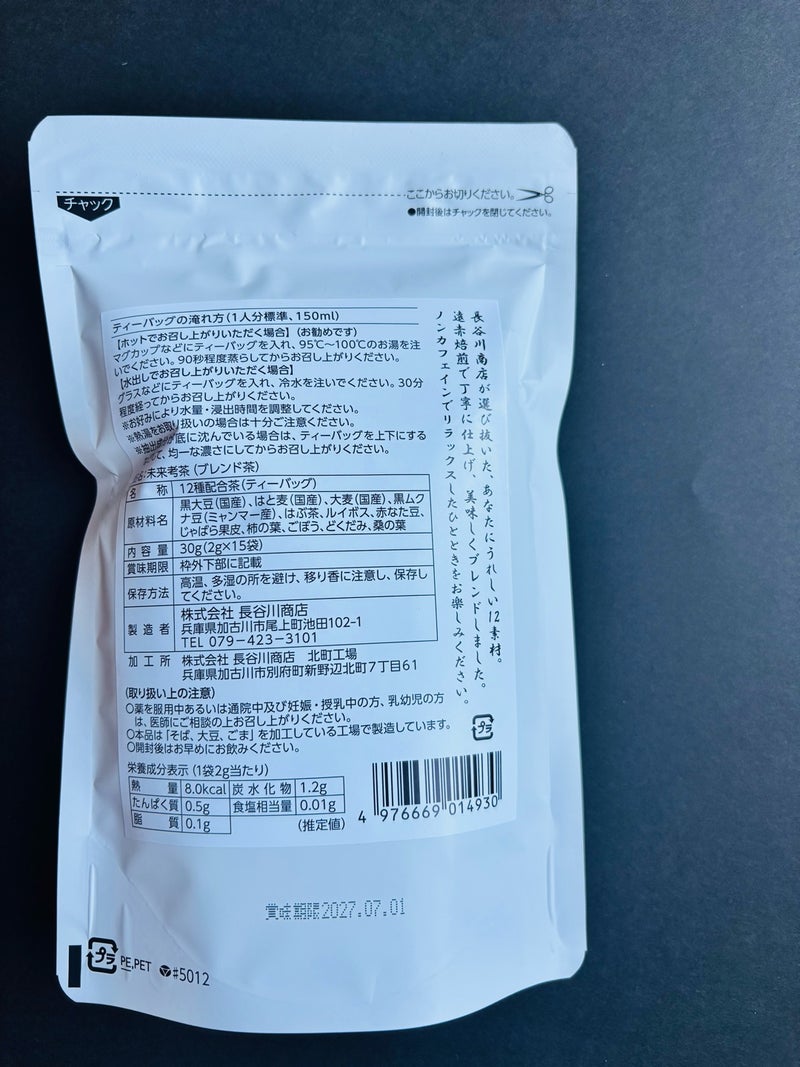 ここからお切りください。
チャック
●開封後はチャックを閉じてください。
ティーバッグの淹れ方(1人分標準、150ml)
【ホットでお召し上がりいただく場合】(お勧めです)
マグカップなどにティーバッグを入れ、95℃〜100℃のお湯を注
いでください。90秒程度蒸らしてからお召し上がりください。
【水出しでお召し上がりいただく場合】
グラスなどにティーバッグを入れ、冷水を注いでください。30分
程度経ってからお召し上がりください。
※お好みにより水量・浸出時間を調整してください。
※熱湯をお取り扱いの場合は十分ご注意ください。
※抽出 が底に沈んでいる場合は、ティーバッグを上下にする
て、均一な濃さにしてからお召し上がりください。
未来考茶(ブレンド茶)
名称 12種配合茶(ティーバッグ)
原材料名 黒大豆(国産)、はと麦(国産)、大麦(国産)、黒ムク
ナ豆(ミャンマー産)、はぶ茶、ルイボス、赤なた豆、
じゃばら果皮、柿の葉、ごぼう、どくだみ、桑の葉
内容量 30g(2g×15袋)
賞味期限 枠外下部に記載
保存方法 高温、多湿の所を避け、移り香に注意し、保存し
てください。
製造者 株式会社 長谷川商店
兵庫県加古川市尾上町池田102-1
TEL 079-423-3101
加工所 株式会社 長谷川商店 北町工場
兵庫県加古川市別府町新野辺北町7丁目61
(取り扱い上の注意)
○薬を服用中あるいは通院中及び妊娠・授乳中の方、乳幼児の方
は、医師にご相談の上お召し上がりください。
○本品は「そば、大豆、ごま」を加工している工場で製造しています。
○開封後はお早めにお飲みください。
栄養成分表示(1袋2g当たり)
熱量 8.0kcal 炭水化物 1.2g
たんぱく質 0.5g 食塩相当量 0.01g
脂質 0.1g
(推定値)
長谷川商店が選び抜いた、あなたにうれしい12素材。
遠赤焙煎で丁寧に仕上げ、美味しくブレンドしました。
ノンカフェインでリラックスしたひとときをお楽しみください。
プラ
4 976669 014930
賞味期限2027.07.01
プラ PE,PET #5012